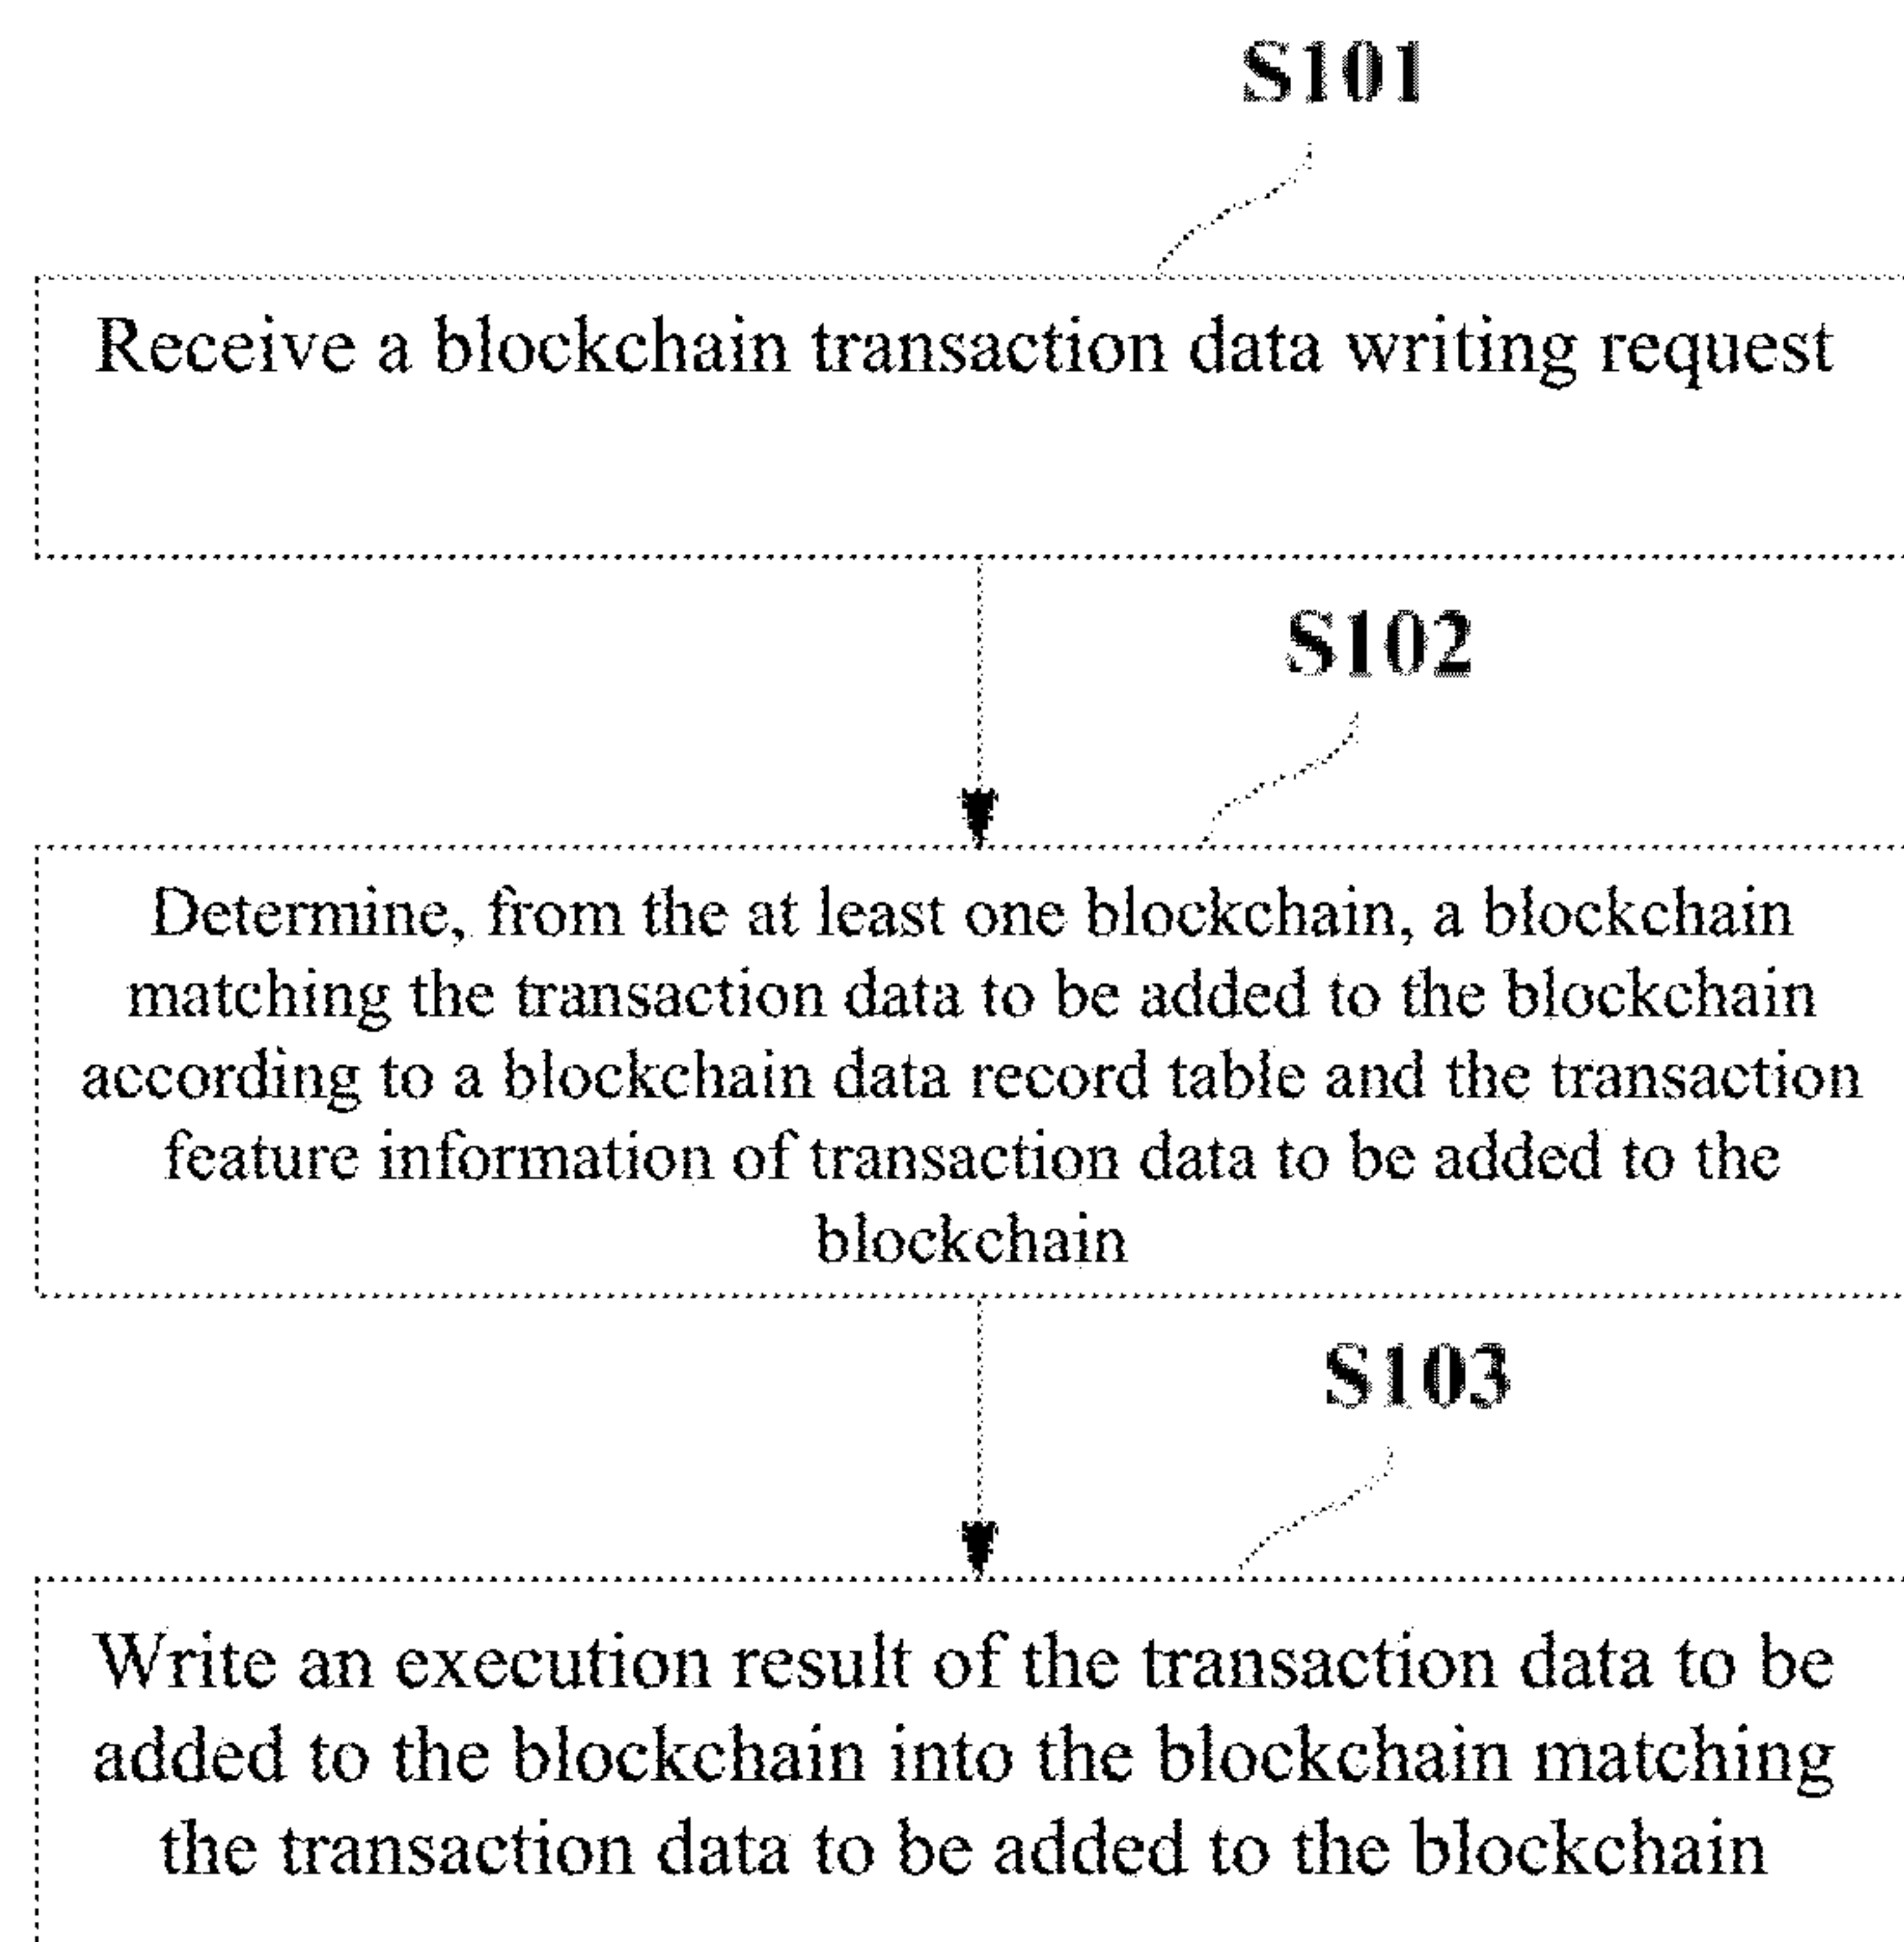 S101
Receive a blockchain transaction data writing request
S102
Determine, from the at least one blockchain, a blockchain
matching the transaction data to be added to the blockchain
according to a blockchain data record table and the transaction
feature information of transaction data to be added to the
blockchain
S103
Write an execution result of the transaction data to be
added to the blockchain into the blockchain matching
the transaction data to be added to the blockchain